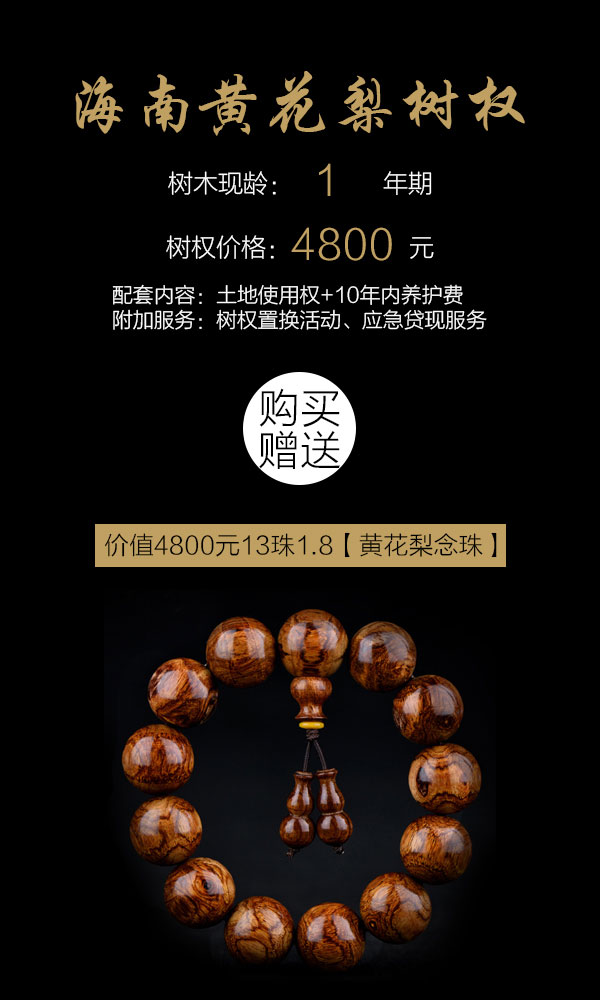 海南黄花梨树权
树木现龄： 1 年期
树权价格：4800 元
配套内容：土地使用权+10年内养护费
附加服务：树权置换活动、应急贷现服务
购买
赠送
价值4800元13珠1.8【黄花梨念珠】